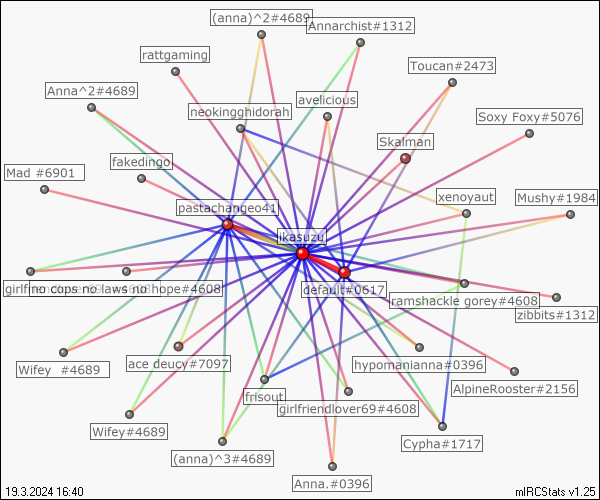 (anna)^2#4689
Annarchist#1312
rattgaming
Toucan#2473
Anna^2#4689
avelicious
neokingghidorah
Soxy Foxy#5076
Skalman
fakedingo
Mad #6901
xenoyaut
Mushy#1984
pastachangeo41
ikasuzu
girlf
no cops no laws no hope#4608
default#0617
ramshackle gorey#4608
zibbits#1312
Wifey #4689
ace deucy#7097
hypomanianna#0396
AlpineRooster#2156
frisout
girlfriendlover69#4608
Wifey#4689
Cypha#1717
(anna)^3#4689
Anna.#0396
19.3.2024 16:40
mIRCStats v1.25